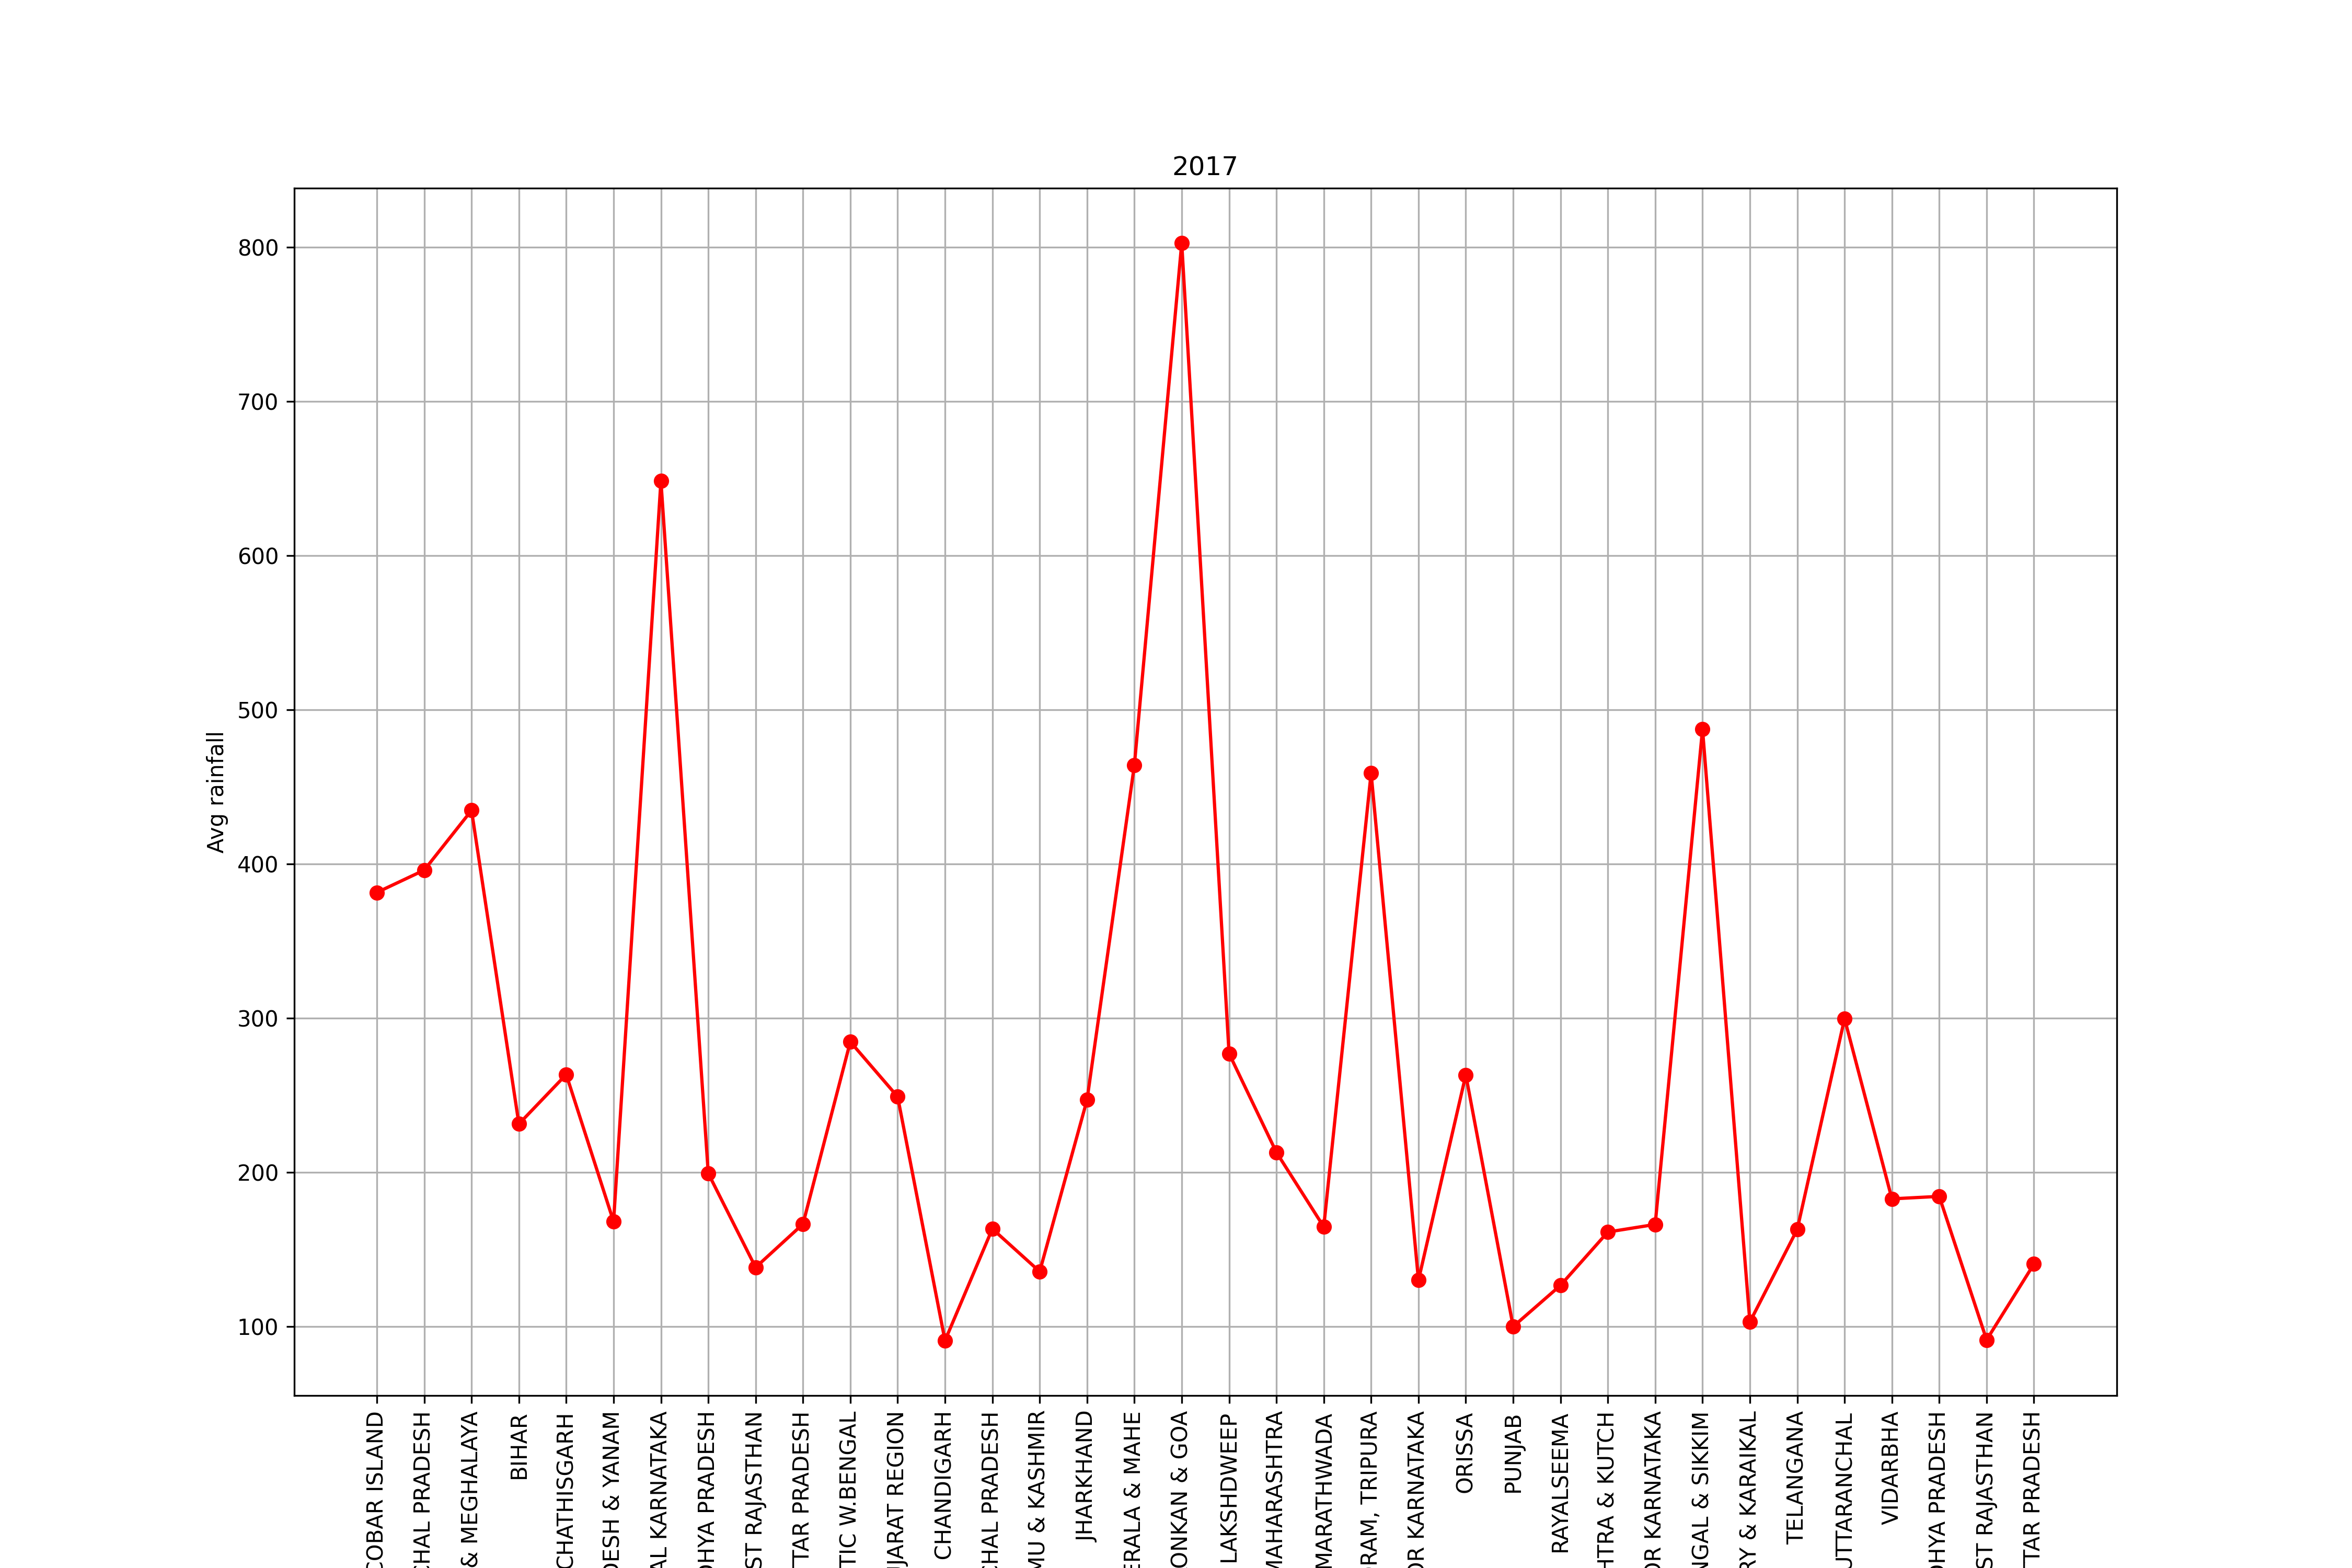 2017
800
700
600
500
400
300
200
100
Avg rainfall
COBAR ISLAND
CHAL PRADESH
& MEGHALAYA
BIHAR
CHATHISGARH
DESH & YANAM
AL KARNATAKA
DHYA PRADESH
ST RAJASTHAN
TTAR PRADESH
TIC W.BENGAL
JARAT REGION
CHANDIGARH
CHAL PRADESH
MU & KASHMIR
JHARKHAND
ERALA & MAHE
ONKAN & GOA
LAKSHDWEEP
MAHARASHTRA
MARATHWADA
RAM, TRIPURA
OR KARNATAKA
ORISSA
PUNJAB
RAYALSEEMA
HTRA & KUTCH
OR KARNATAKA
NGAL & SIKKIM
RY & KARAIKAL
TELANGANA
UTTARANCHAL
VIDARBHA
DHYA PRADESH
ST RAJASTHAN
TTAR PRADESH